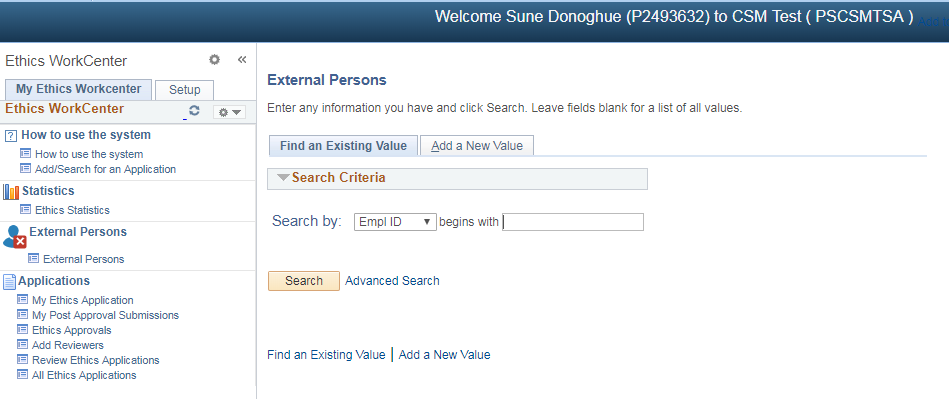 Welcome Sune Donoghue (P2493632) to CSM Test ( PSCSMTSA )
Ethics WorkCenter
My Ethics Workcenter Setup
Ethics WorkCenter
How to use the system
How to use the system
Add/Search for an Application
Statistics
Ethics Statistics
External Persons
External Persons
Applications
My Ethics Application
My Post Approval Submissions
Ethics Approvals
Add Reviewers
Review Ethics Applications
All Ethics Applications
External Persons
Enter any information you have and click Search. Leave fields blank for a list of all values.
Find an Existing Value Add a New Value
Search Criteria
Search by: Empl ID begins with
Search Advanced Search
Find an Existing Value | Add a New Value